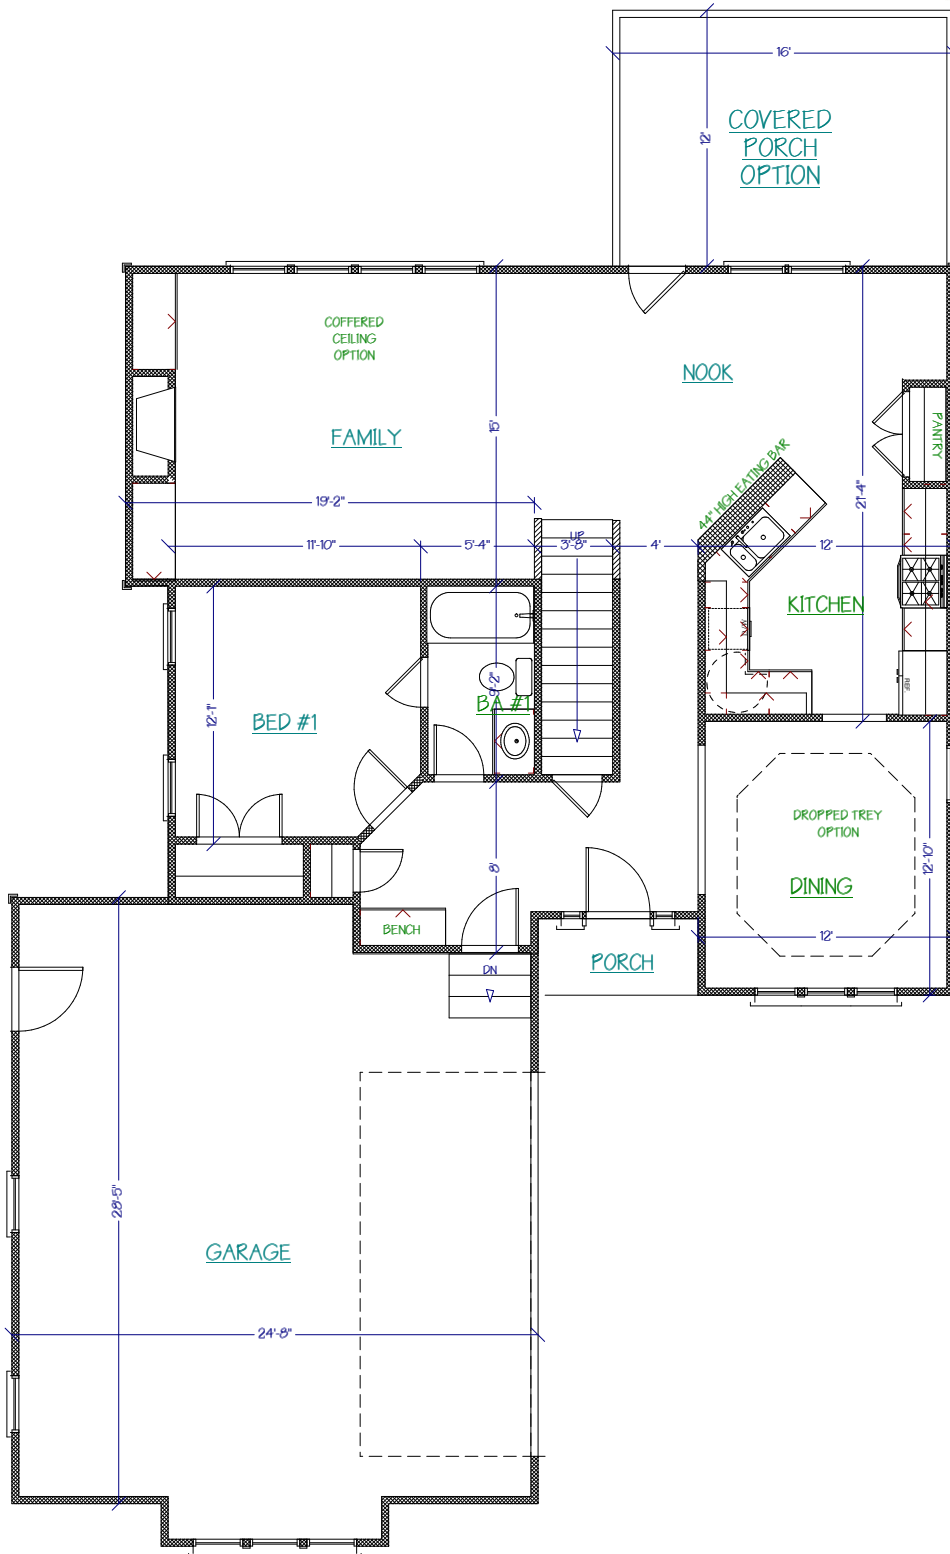 16'
12'
COVERED
PORCH
OPTION
COFFERED
CEILING
OPTION
NOOK
FAMILY
15'
PANTRY
44" HIGH EATING BAR
21'-4"
19'-2"
UP
11'-10"
5'-4"
3'-8"
4'
12'
KITCHEN
REF.
BA #1
BED #1
12'-1"
DROPPED TREY
OPTION
DINING
12'-10"
8'
BENCH
12'
PORCH
DN
28'-5"
GARAGE
24'-8"